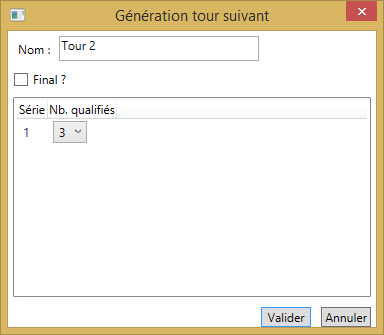 Génération tour suivant
Nom : Tour 2
Final ?
Série Nb. qualifiés
1 3
Valider Annuler